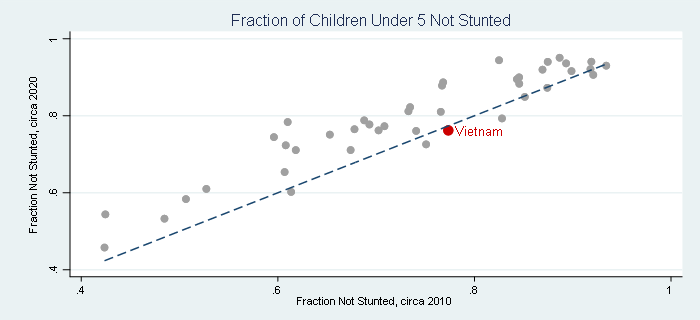 Fraction of Children Under 5 Not Stunted
Fraction Not Stunted, circa 2020
1
.8
.6
.4
Vietnam
.4 .6 .8 1
Fraction Not Stunted, circa 2010